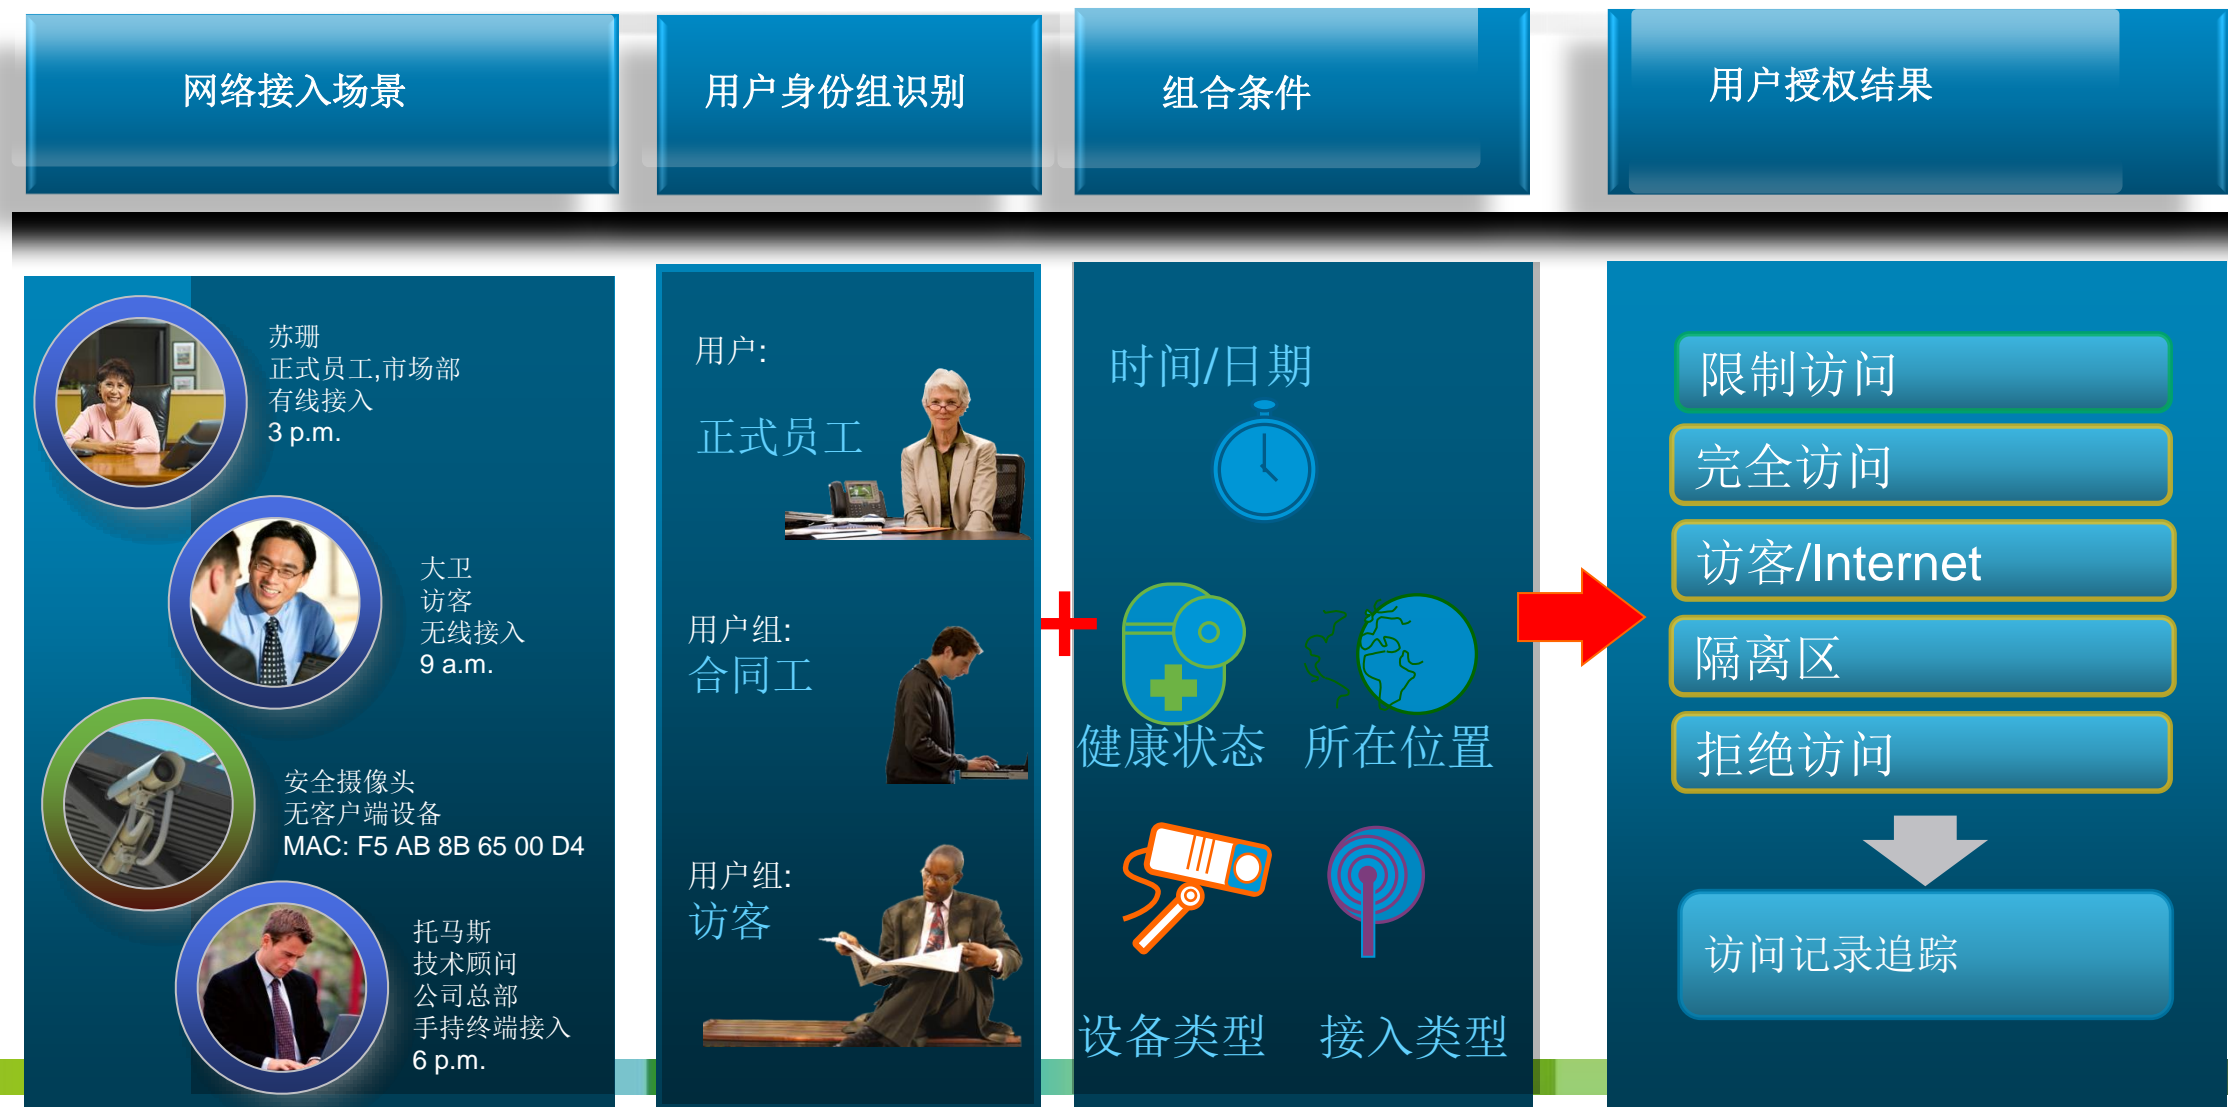 网络接入场景
用户身份组识别
组合条件
用户授权结果
苏珊
正式员工,市场部
有线接入
3 p.m.
大卫
访客
无线接入
9 a.m.
安全摄像头
无客户端设备
MAC: F5 AB 8B 65 00 D4
托马斯
技术顾问
公司总部
手持终端接入
6 p.m.
用户:
正式员工
用户组:
合同工
用户组:
访客
时间/日期
健康状态
所在位置
设备类型
接入类型
限制访问
完全访问
访客/Internet
隔离区
拒绝访问
访问记录追踪